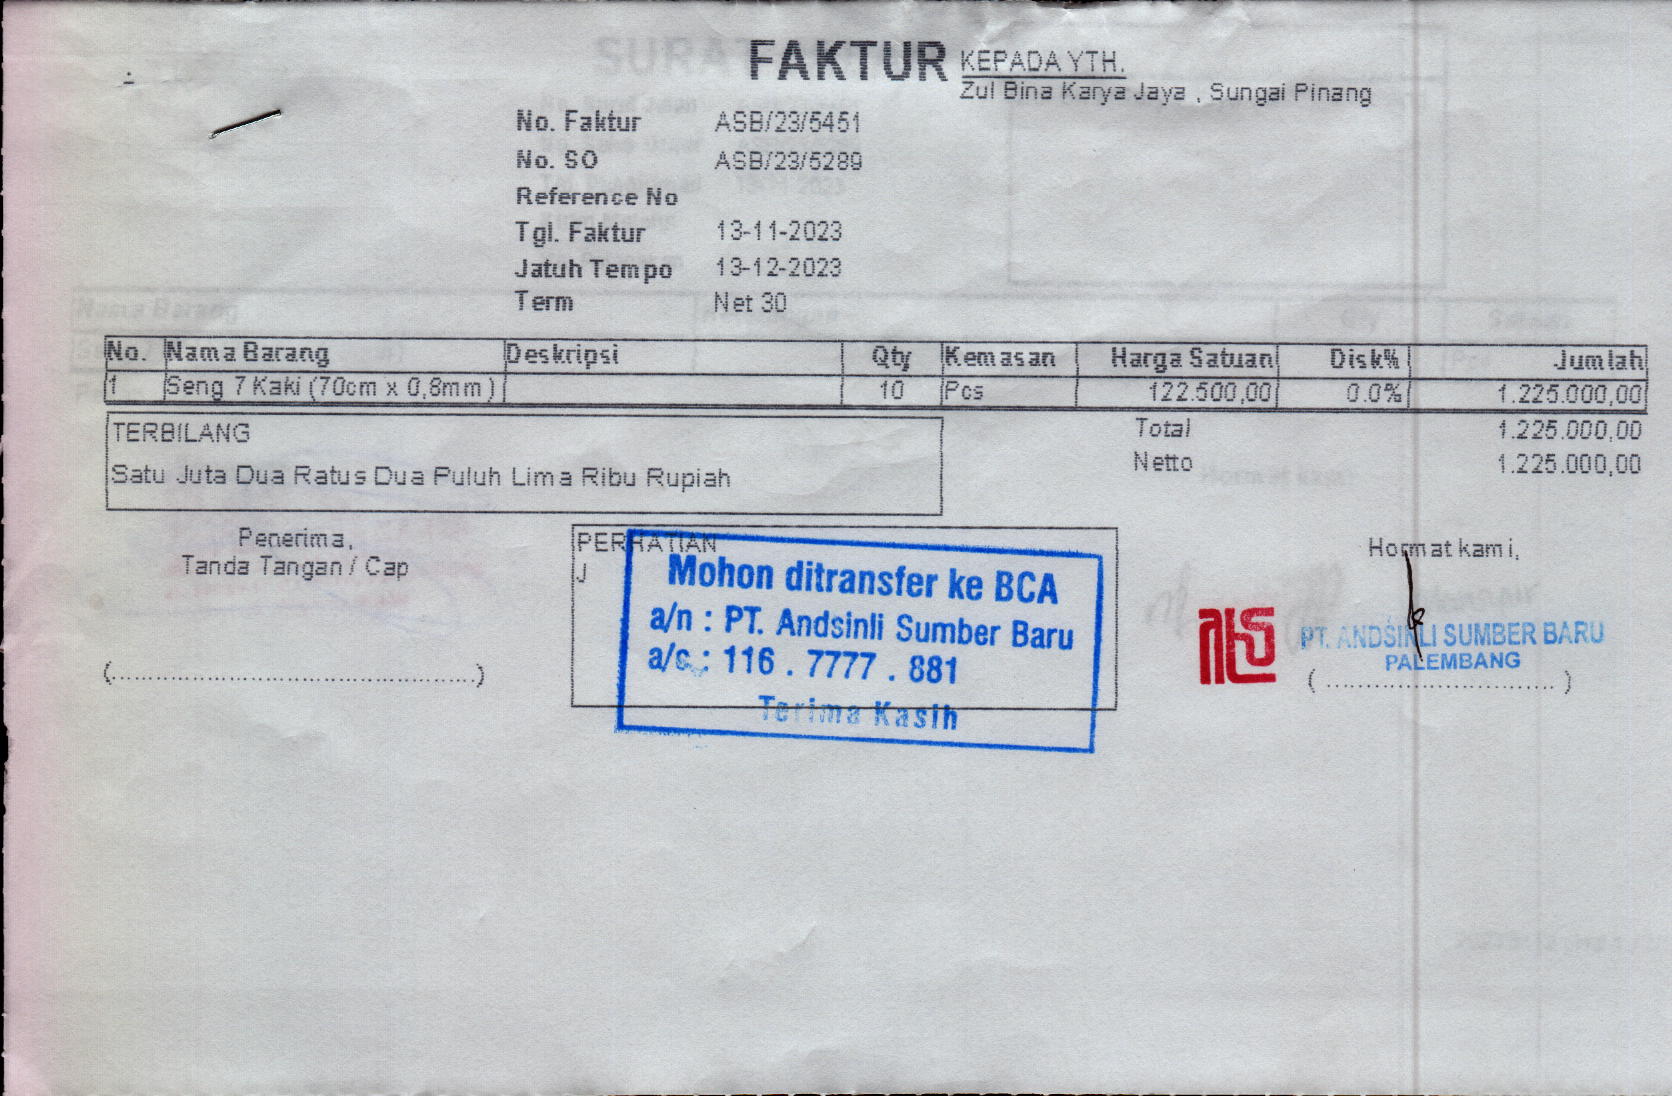 FAKTUR
KEPADA YTH.
Zul Bina Karya Jaya , Sungai Pinang
No. Faktur ASB/23/5451
No. SO ASB/23/5289
Reference No
Tgl. Faktur 13-11-2023
Jatuh Tempo 13-12-2023
Term Net 30
No. Nama Barang Deskripsi Qty Kemasan Harga Satuan Disk% Jumlah
1 Seng 7 Kaki (70cm x 0,8mm) 10 Pcs 122.500,00 0.0% 1.225.000,00
TERBILANG
Satu Juta Dua Ratus Dua Puluh Lima Ribu Rupiah
Total 1.225.000,00
Netto 1.225.000,00
Penerima,
Tanda Tangan / Cap
(................................................)
PERHATIAN
J
Mohon ditransfer ke BCA
a/n : PT. Andsinli Sumber Baru
a/c : 116 . 7777 . 881
Terima Kasih
Hormat kami,
PT. ANDSINLI SUMBER BARU
PALEMBANG
( ............................ )